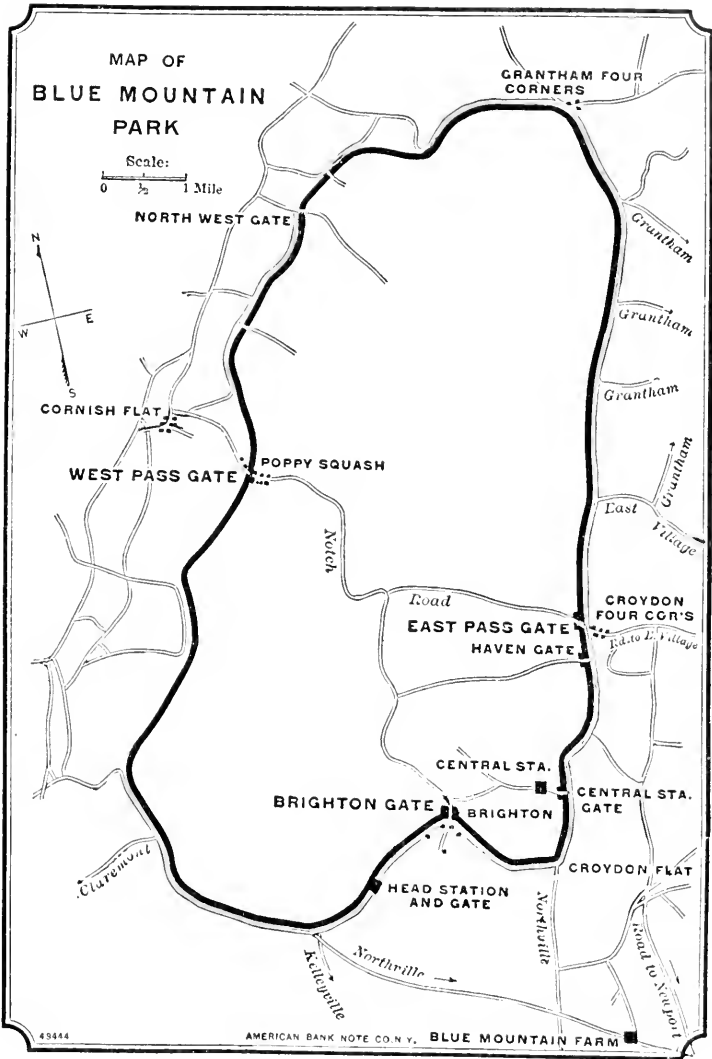 MAP OF
BLUE MOUNTAIN
PARK
Scale:
0 ½ 1 Mile
GRANTHAM FOUR
CORNERS
NORTH WEST GATE
Grantham
N
W E
S
Grantham
Grantham
CORNISH FLAT
POPPY SQUASH
WEST PASS GATE
Grantham
East
Village
Notch
Road
CROYDON
FOUR COR'S
EAST PASS GATE
Rd. to E. Village
HAVEN GATE
CENTRAL STA.
CENTRAL STA.
GATE
BRIGHTON GATE
BRIGHTON
Claremont
CROYDON FLAT
HEAD STATION
AND GATE
Northville
Kelleyville
Northville
Road to Newport
49444
AMERICAN BANK NOTE CO. N.Y.
BLUE MOUNTAIN FARM